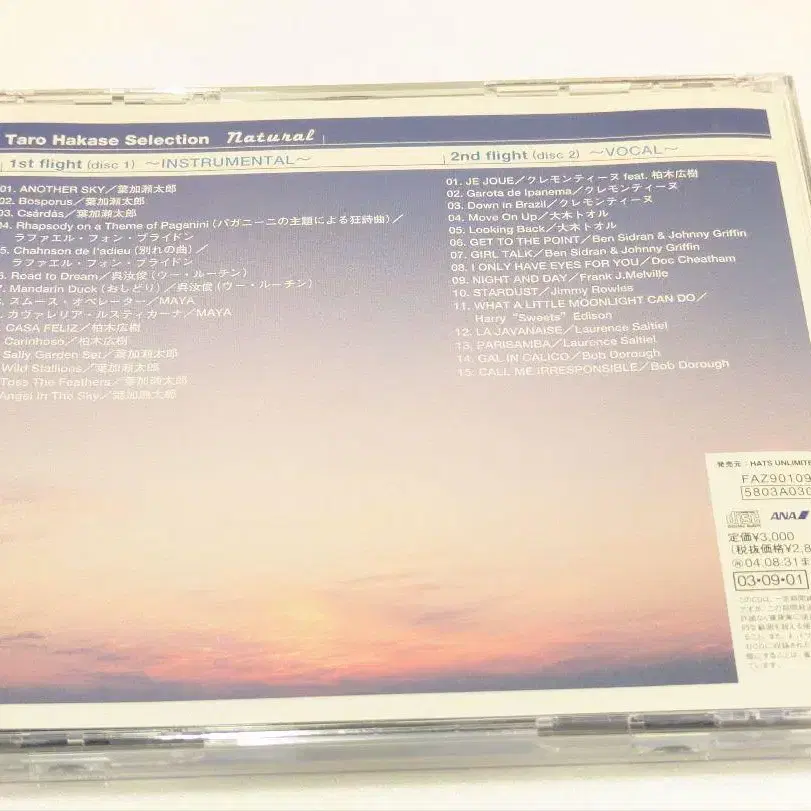 Taro Hakase Selection Natural
1st flight (disc 1) 〜INSTRUMENTAL〜
01. ANOTHER SKY／葉加瀬太郎
02. Bosporus／葉加瀬太郎
03. Csárdás／葉加瀬太郎
04. Rhapsody on a Theme of Paganini (パガニーニの主題による狂詩曲)／
ラファエル・フォン・ブライドン
5. Chahnson de l'adieu (別れの曲)／
ラファエル・フォン・ブライドン
6. Road to Dream／呉汝俊 (ウー・ルーチン)
7. Mandarin Duck (おしどり)／呉汝俊 (ウー・ルーチン)
スムース・オペレーター／MAYA
カヴァレリア・ルスティカーナ／MAYA
CASA FELIZ／柏木広樹
Carinhoso／柏木広樹
Sally Garden Set／葉加瀬太郎
Wild Stallions／葉加瀬太郎
Toss The Feathers／葉加瀬太郎
Angel In The Sky／葉加瀬太郎
2nd flight (disc 2) 〜VOCAL〜
01. JE JOUE／クレモンティーヌ feat. 柏木広樹
02. Garota de Ipanema／クレモンティーヌ
03. Down in Brazil／クレモンティーヌ
04. Move On Up／大木トオル
05. Looking Back／大木トオル
06. GET TO THE POINT／Ben Sidran & Johnny Griffin
07. GIRL TALK／Ben Sidran & Johnny Griffin
08. I ONLY HAVE EYES FOR YOU／Doc Cheatham
09. NIGHT AND DAY／Frank J.Melville
10. STARDUST／Jimmy Rowles
11. WHAT A LITTLE MOONLIGHT CAN DO／
Harry "Sweets" Edison
12. LA JAVANAISE／Laurence Saltiel
13. PARISAMBA／Laurence Saltiel
14. GAL IN CALICO／Bob Dorough
15. CALL ME IRRESPONSIBLE／Bob Dorough
発売元：HATS UNLIMITE
FAZ90109
5803A030
disc ANA
定価¥3,000
(税抜価格¥2,8
04.08.31まで
03・09・01